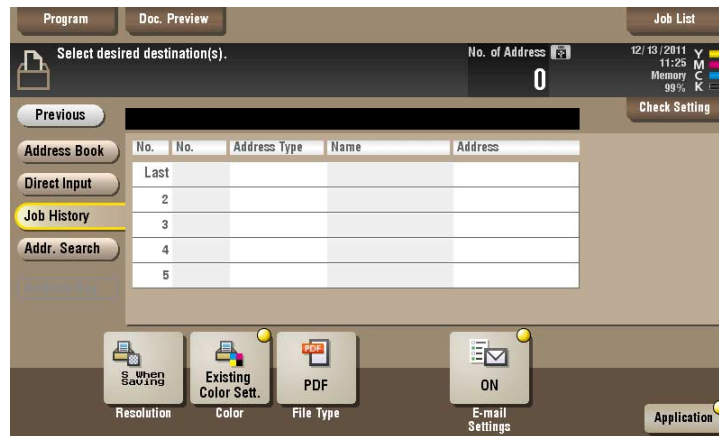 Program
Doc. Preview
Job List
Select desired destination(s).
No. of Address
0
12/13/2011
11:25
Memory
99%
Y
M
C
K
Previous
Check Setting
Address Book
Direct Input
Job History
Addr. Search
No. No. Address Type Name Address
Last
2
3
4
5
S When
Saving
Resolution
Existing
Color Sett.
Color
PDF
PDF
File Type
ON
E-mail
Settings
Application